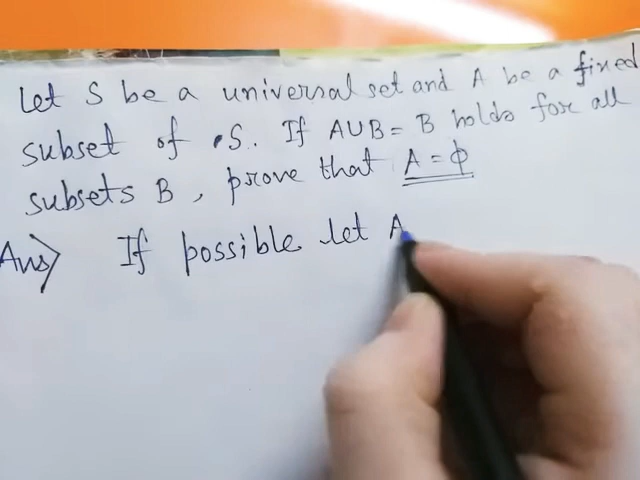 Let S be a universal set and A be a fixed
subset of S. If A∪B = B holds for all
subsets B, prove that A = ϕ
Ans> If possible let A